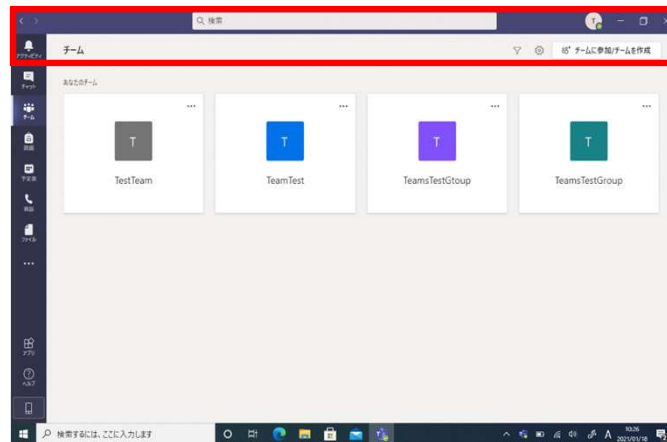 検索
T
アクティビティ
チーム
チームに参加/チームを作成
チャット
あなたのチーム
チーム
T
T
T
T
課題
TestTeam
TeamTest
TeamsTestGtoup
TeamsTestGroup
予定表
通話
ファイル
アプリ
ヘルプ
検索するには、ここに入力します
A
10:26
2021/01/18